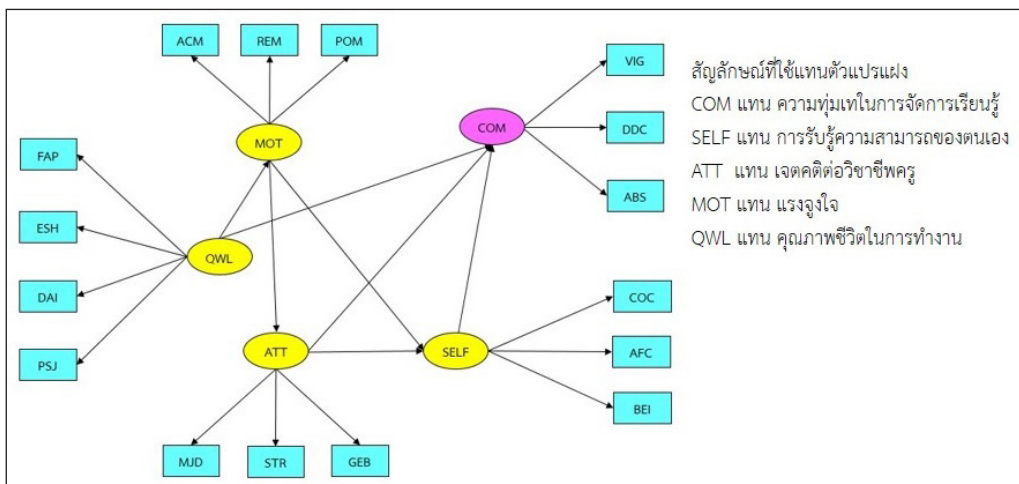 ACM REM POM
VIG
สัญลักษณ์ที่ใช้แทนตัวแปรแฝง
COM แทน ความทุ่มเทในการจัดการเรียนรู้
SELF แทน การรับรู้ความสามารถของตนเอง
ATT แทน เจตคติต่อวิชาชีพครู
MOT แทน แรงจูงใจ
QWL แทน คุณภาพชีวิตในการทำงาน
COM
DDC
MOT
FAP
ABS
ESH
QWL
DAI
COC
PSJ
ATT
SELF
AFC
BEI
MJD STR GEB